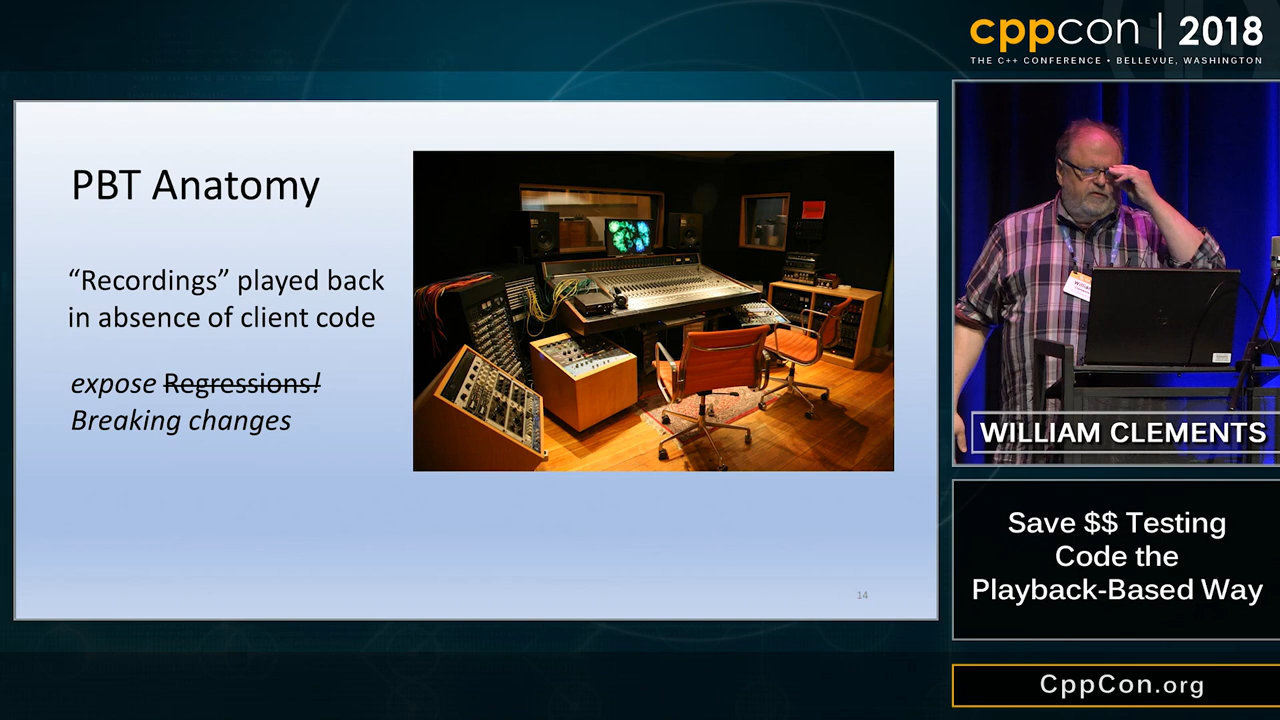 cppcon | 2018
THE C++ CONFERENCE • BELLEVUE, WASHINGTON
PBT Anatomy
“Recordings” played back
in absence of client code
expose Regressions!
Breaking changes
14
WILLIAM CLEMENTS
Save $$ Testing
Code the
Playback-Based Way
CppCon.org